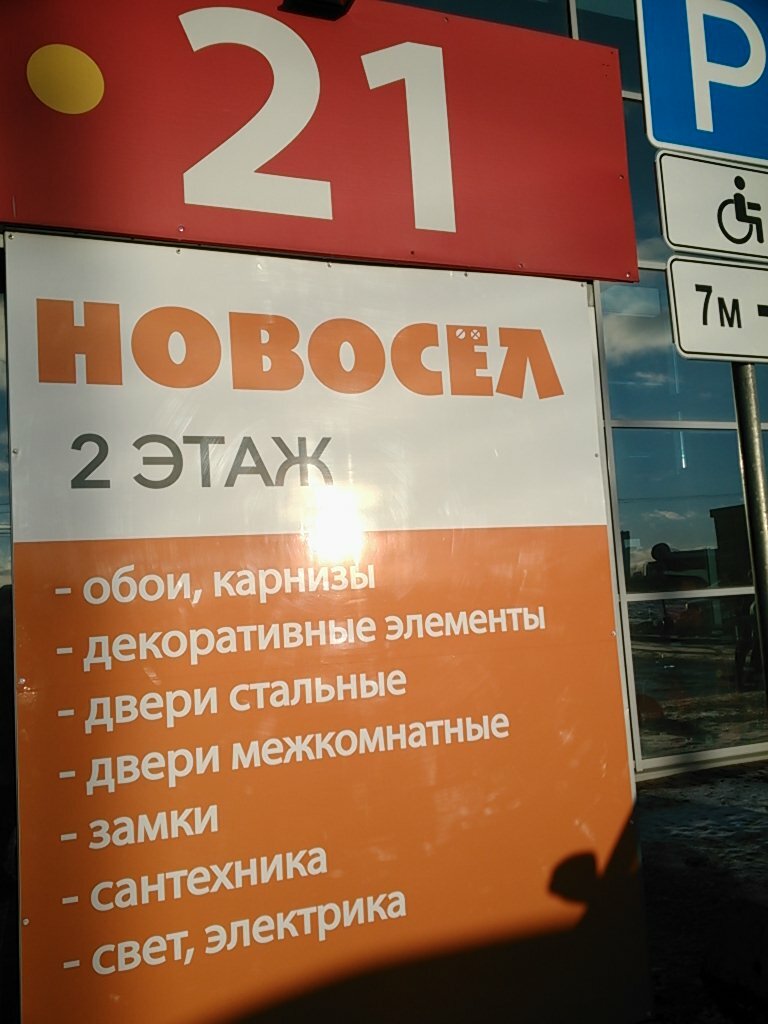 21
P
7м
НОВОСЁЛ
2 ЭТАЖ
- обои, карнизы
- декоративные элементы
- двери стальные
- двери межкомнатные
- замки
- сантехника
- свет, электрика